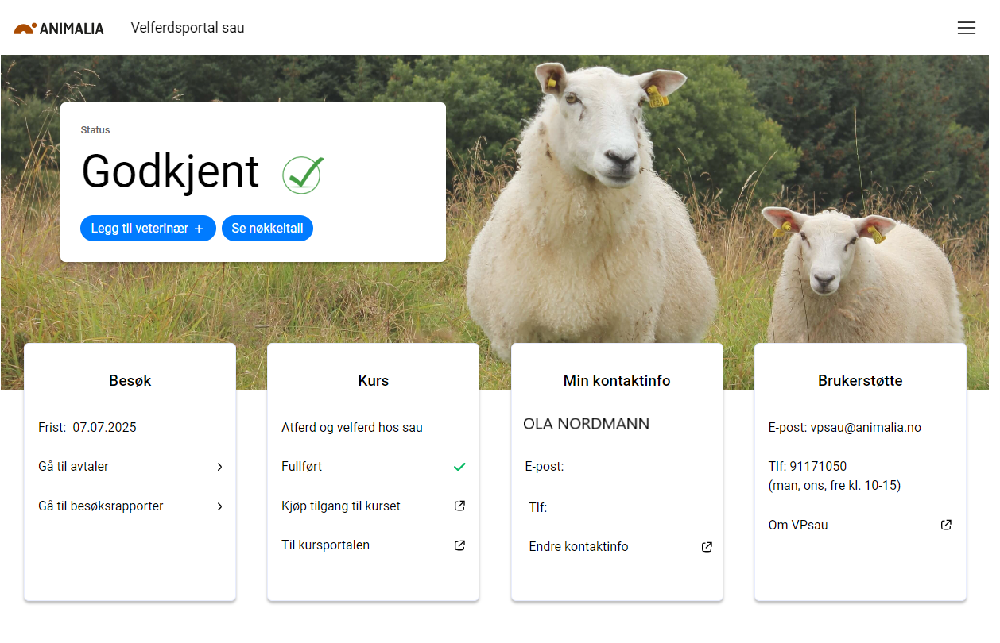 ANIMALIA
Velferdsportal sau
Status
Godkjent
Legg til veterinær +
Se nøkkeltall
Besøk
Frist: 07.07.2025
Gå til avtaler
Gå til besøksrapporter
Kurs
Atferd og velferd hos sau
Fullført
Kjøp tilgang til kurset
Til kursportalen
Min kontaktinfo
OLA NORDMANN
E-post:
Tlf:
Endre kontaktinfo
Brukerstøtte
E-post: vpsau@animalia.no
Tlf: 91171050
(man, ons, fre kl. 10-15)
Om VPsau